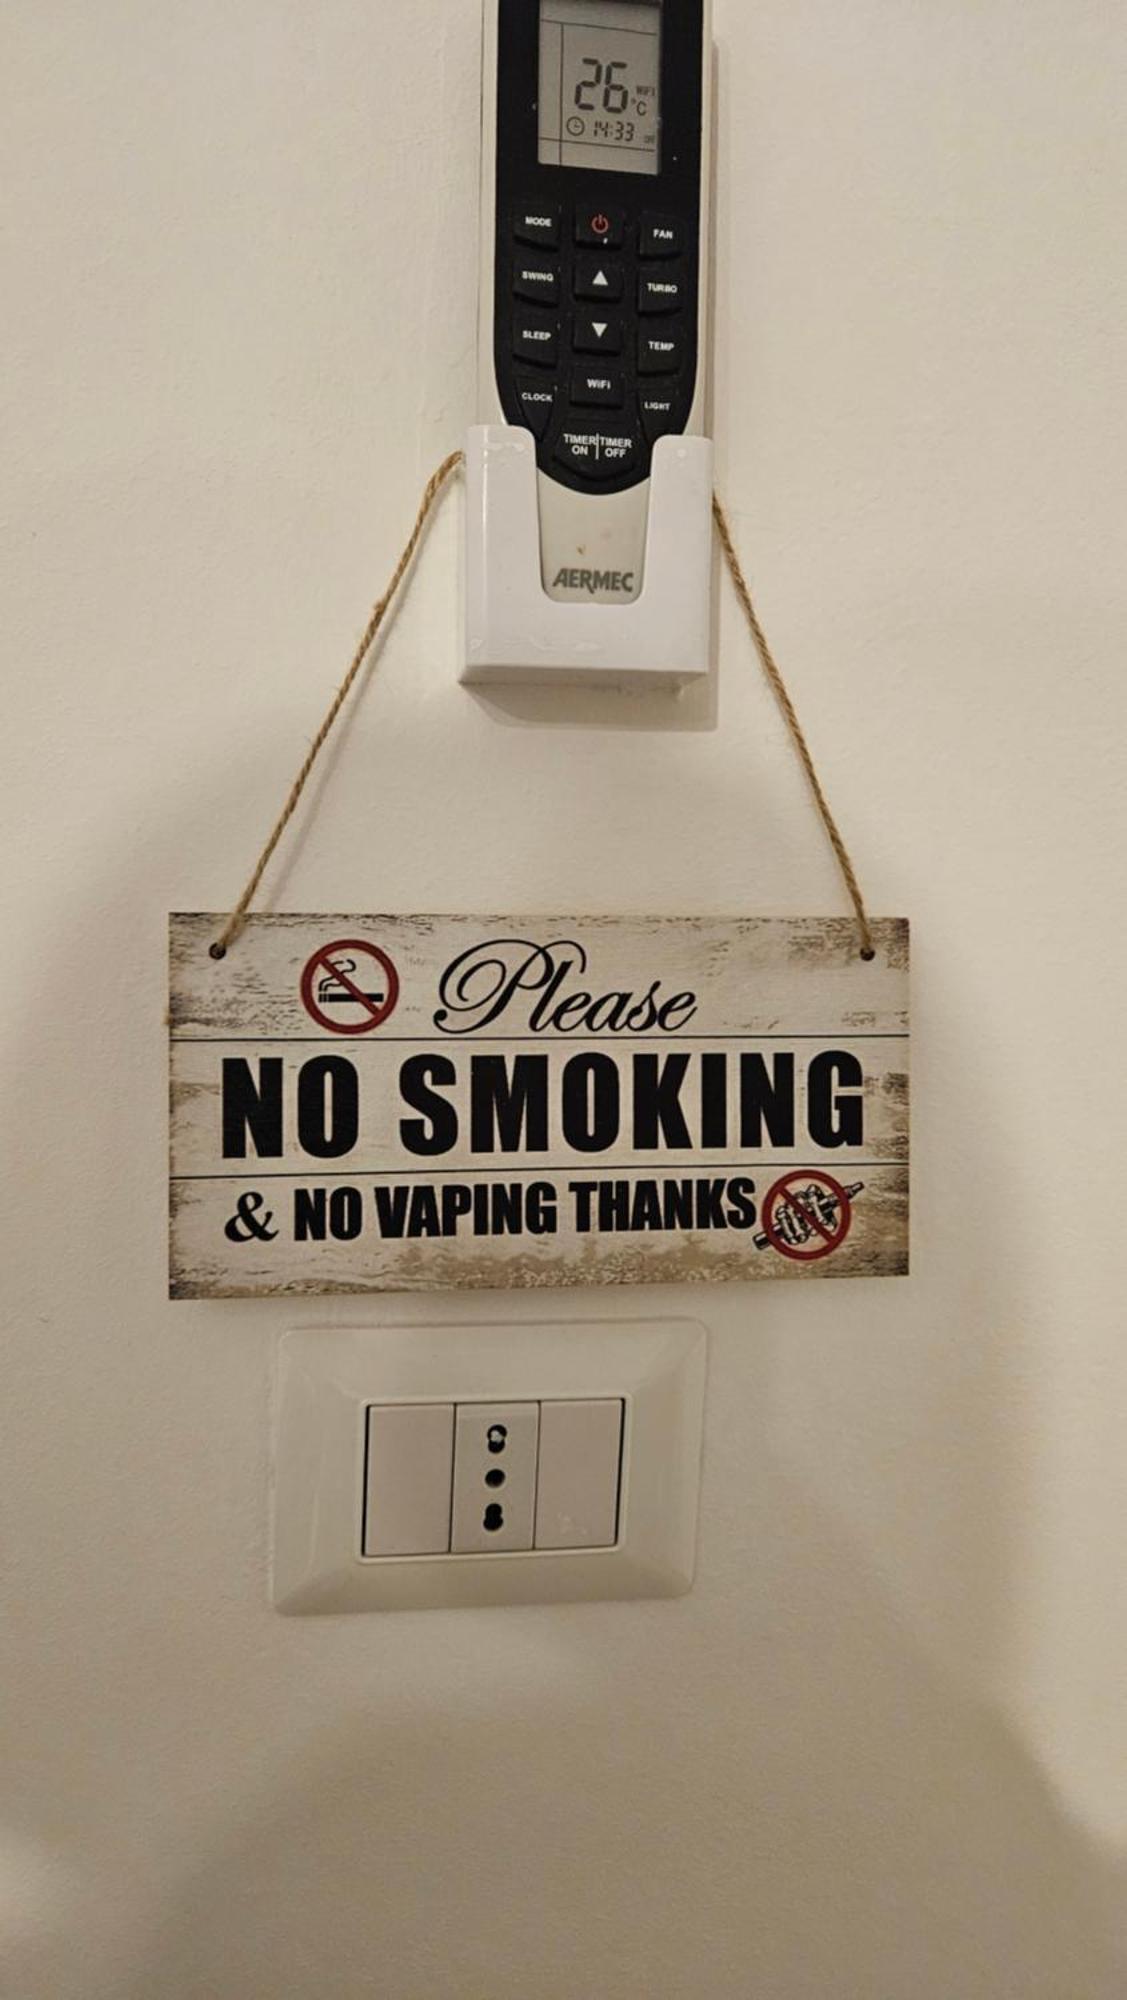 26 °C WiFi
14:33 OFF
MODE
FAN
SWING
TURBO
SLEEP
TEMP
WiFi
CLOCK
LIGHT
TIMER ON
TIMER OFF
AERMEC
Please
NO SMOKING
& NO VAPING THANKS